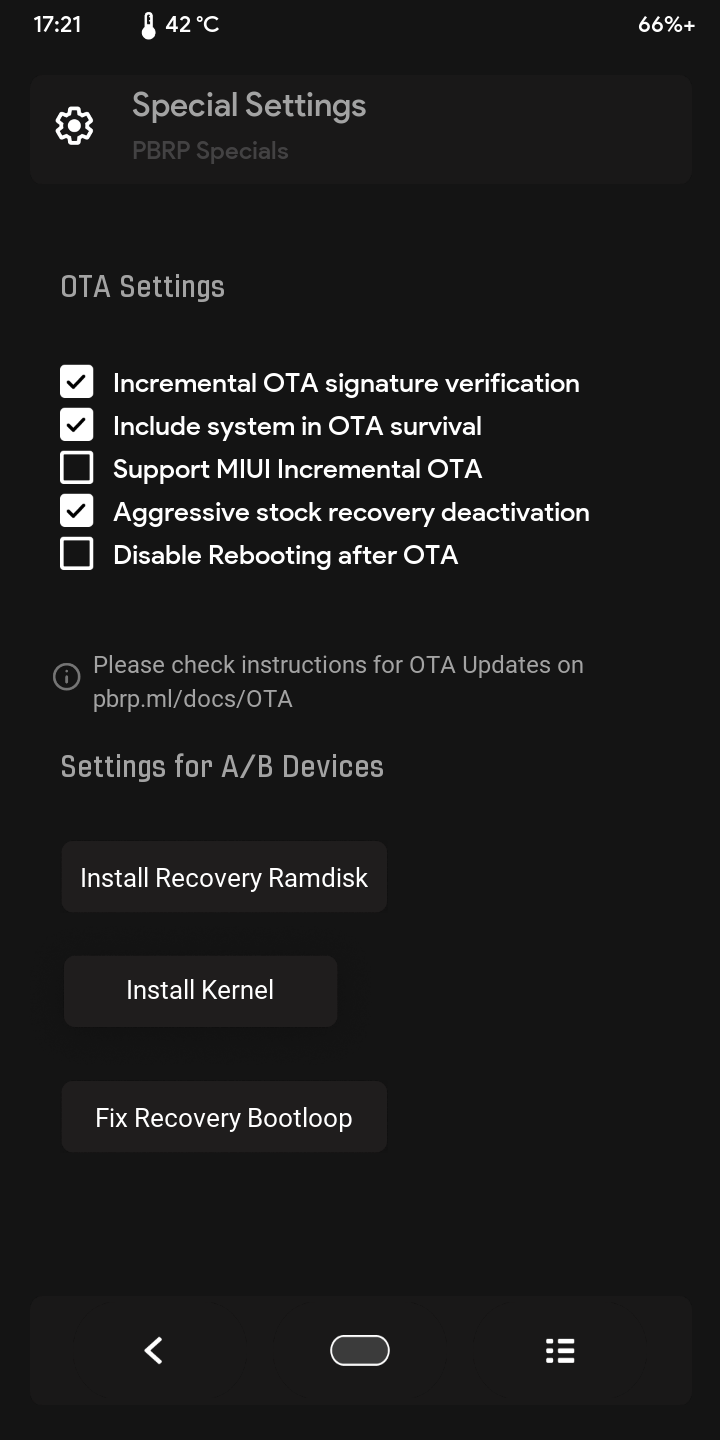 17:21 42 °C 66%+
Special Settings
PBRP Specials
OTA Settings
Incremental OTA signature verification
Include system in OTA survival
Support MIUI Incremental OTA
Aggressive stock recovery deactivation
Disable Rebooting after OTA
Please check instructions for OTA Updates on
pbrp.ml/docs/OTA
Settings for A/B Devices
Install Recovery Ramdisk
Install Kernel
Fix Recovery Bootloop